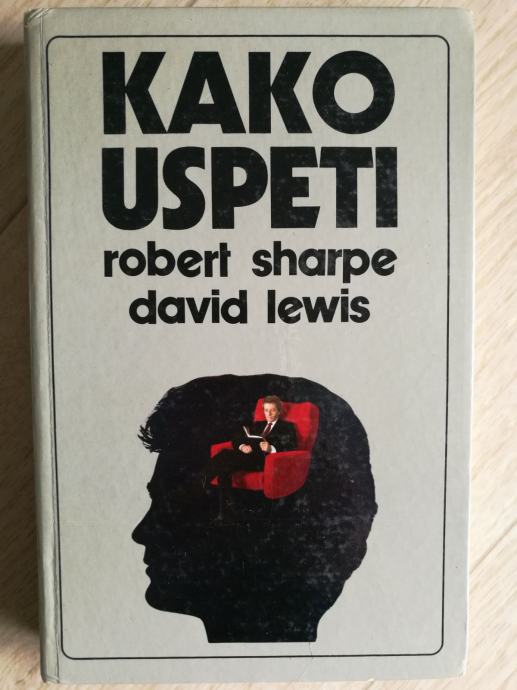 KAKO
USPETI
robert sharpe
david lewis